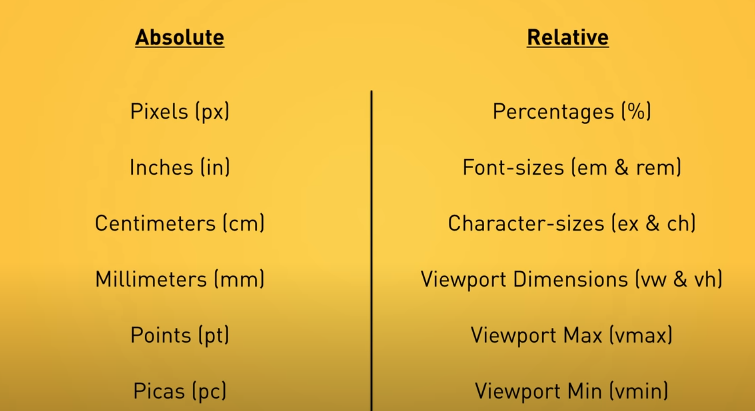 Absolute Relative
Pixels (px) Percentages (%)
Inches (in) Font-sizes (em & rem)
Centimeters (cm) Character-sizes (ex & ch)
Millimeters (mm) Viewport Dimensions (vw & vh)
Points (pt) Viewport Max (vmax)
Picas (pc) Viewport Min (vmin)